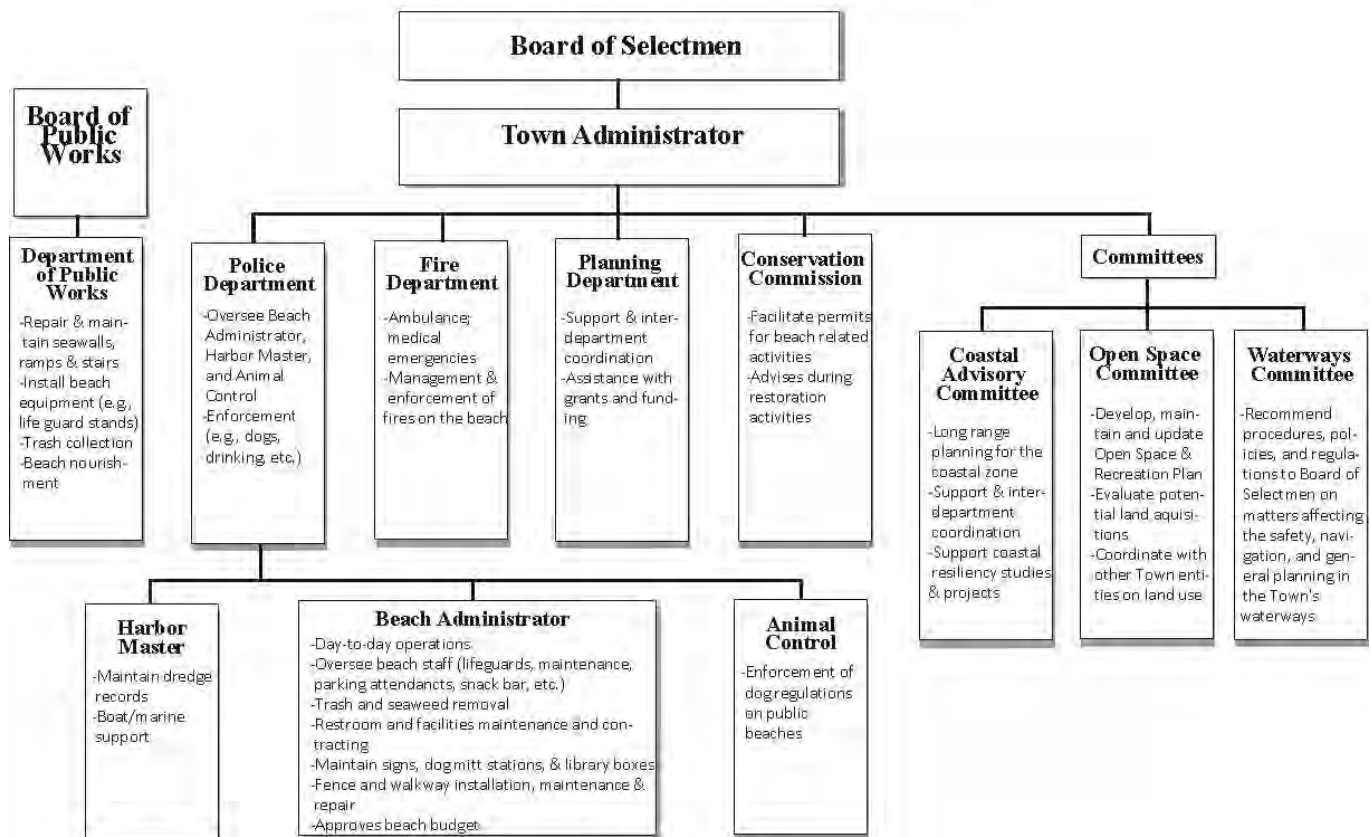 Board of Selectmen
Town Administrator
Board of
Public
Works
Department
of Public
Works
-Repair & main-
tain seawalls,
ramps & stairs
-Install beach
equipment (e.g.,
life guard stands)
-Trash collection
-Beach nourish-
ment
Police
Department
-Oversee Beach
Administrator,
Harbor Master,
and Animal
Control
-Enforcement
(e.g., dogs,
drinking, etc.)
Fire
Department
-Ambulance;
medical
emergencies
-Management &
enforcement of
fires on the beach
Planning
Department
-Support & inter-
department
coordination
-Assistance with
grants and fund-
ing
Conservation
Commission
-Facilitate permits
for beach related
activities
-Advises during
restoration
activities
Committees
Coastal
Advisory
Committee
-Long range
planning for the
coastal zone
-Support & inter-
department
coordination
-Support coastal
resiliency studies
& projects
Open Space
Committee
-Develop, main-
tain and update
Open Space &
Recreation Plan
-Evaluate poten-
tial land aquisi-
tions
-Coordinate with
other Town enti-
ties on land use
Waterways
Committee
-Recommend
procedures, pol-
icies, and regula-
tions to Board of
Selectmen on
matters affecting
the safety, navi-
gation, and gen-
eral planning in
the Town's
waterways
Harbor
Master
-Maintain dredge
records
-Boat/marine
support
Beach Administrator
-Day-to-day operations
-Oversee beach staff (lifeguards, maintenance,
parking attendancts, snack bar, etc.)
-Trash and seaweed removal
-Restroom and facilities maintenance and con-
tracting
-Maintain signs, dog mitt stations, & library boxes
-Fence and walkway installation, maintenance &
repair
-Approves beach budget
Animal
Control
-Enforcement of
dog regulations
on public
beaches